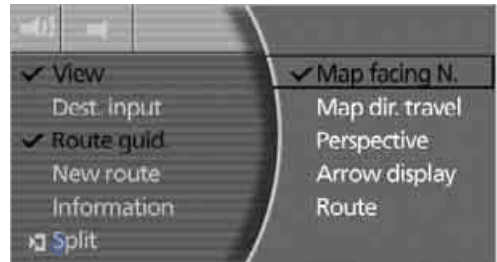 View
Dest. input
Route guid.
New route
Information
Split
Map facing N.
Map dir. travel
Perspective
Arrow display
Route